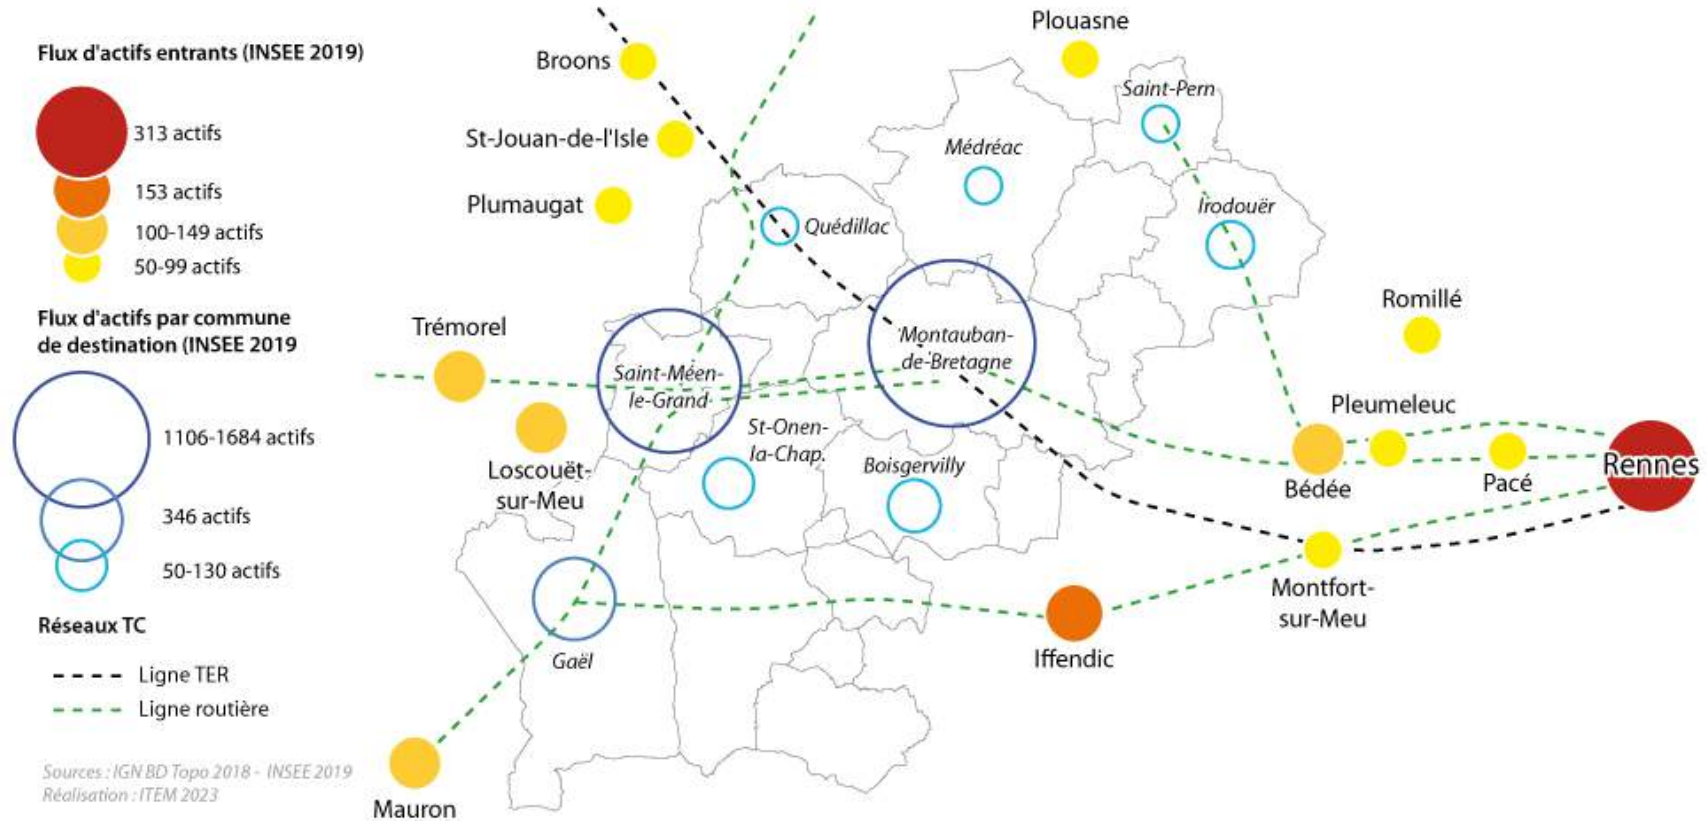 Flux d'actifs entrants (INSEE 2019)
313 actifs
153 actifs
100-149 actifs
50-99 actifs
Flux d'actifs par commune
de destination (INSEE 2019
1106-1684 actifs
346 actifs
50-130 actifs
Réseaux TC
Ligne TER
Ligne routière
Sources : IGN BD Topo 2018 - INSEE 2019
Réalisation : ITEM 2023
Plouasne
Broons
Saint-Pern
St-Jouan-de-l'Isle
Médréac
Plumaugat
Quédillac
Irodouër
Romillé
Trémorel
Montauban-
de-Bretagne
Saint-Méen-
le-Grand
Pleumeleuc
St-Onen-
la-Chap.
Boisgervilly
Loscouët-
sur-Meu
Bédée
Pacé
Rennes
Montfort-
sur-Meu
Gaël
Iffendic
Mauron